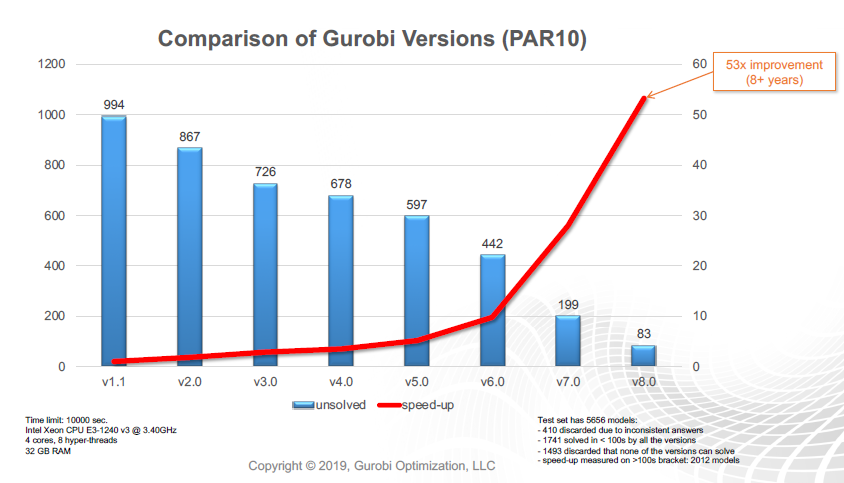 Comparison of Gurobi Versions (PAR10)
53x improvement
(8+ years)
1200
1000
800
600
400
200
0
60
50
40
30
20
10
0
994
867
726
678
597
442
199
83
v1.1 v2.0 v3.0 v4.0 v5.0 v6.0 v7.0 v8.0
unsolved speed-up
Time limit: 10000 sec.
Intel Xeon CPU E3-1240 v3 @ 3.40GHz
4 cores, 8 hyper-threads
32 GB RAM
Test set has 5656 models:
- 410 discarded due to inconsistent answers
- 1741 solved in < 100s by all the versions
- 1493 discarded that none of the versions can solve
- speed-up measured on >100s bracket: 2012 models
Copyright © 2019, Gurobi Optimization, LLC